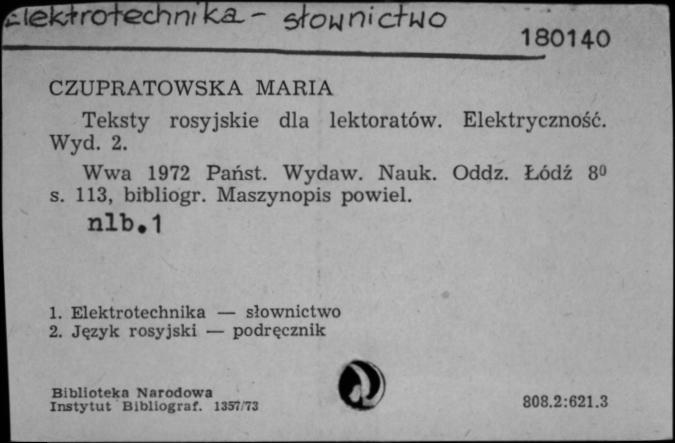 Elektrotechnika - słownictwo
180140
CZUPRATOWSKA MARIA
Teksty rosyjskie dla lektoratów. Elektryczność.
Wyd. 2.
Wwa 1972 Państ. Wydaw. Nauk. Oddz. Łódź 8⁰
s. 113, bibliogr. Maszynopis powiel.
nlb.1
1. Elektrotechnika — słownictwo
2. Język rosyjski — podręcznik
Biblioteka Narodowa
Instytut Bibliograf. 1357/73
808.2:621.3